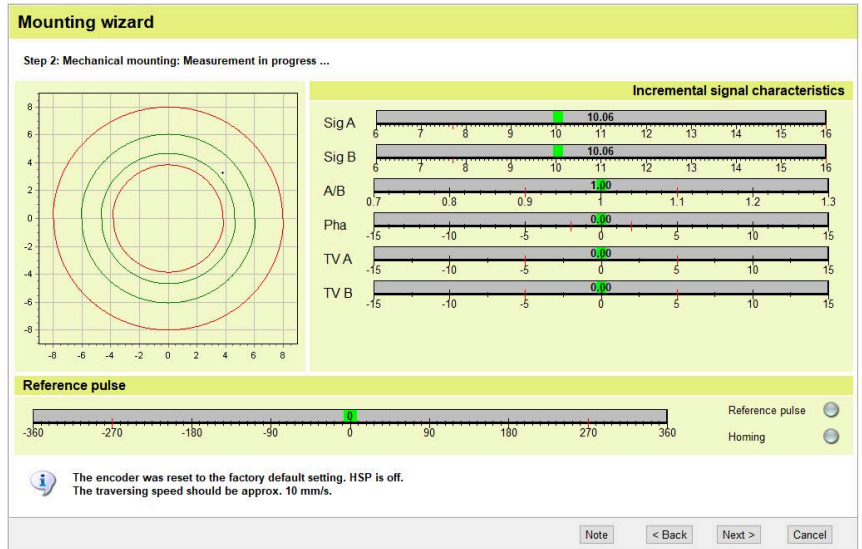 Mounting wizard
Step 2: Mechanical mounting: Measurement in progress ...
8
6
4
2
0
-2
-4
-6
-8
-8 -6 -4 -2 0 2 4 6 8
Incremental signal characteristics
Sig A 10.06
6 7 8 9 10 11 12 13 14 15 16
Sig B 10.06
6 7 8 9 10 11 12 13 14 15 16
A/B 1.00
0.7 0.8 0.9 1 1.1 1.2 1.3
Pha 0.00
-15 -10 -5 0 5 10 15
TV A 0.00
-15 -10 -5 0 5 10 15
TV B 0.00
-15 -10 -5 0 5 10 15
Reference pulse
0
-360 -270 -180 -90 0 90 180 270 360
Reference pulse
Homing
The encoder was reset to the factory default setting. HSP is off.
The traversing speed should be approx. 10 mm/s.
Note < Back Next > Cancel